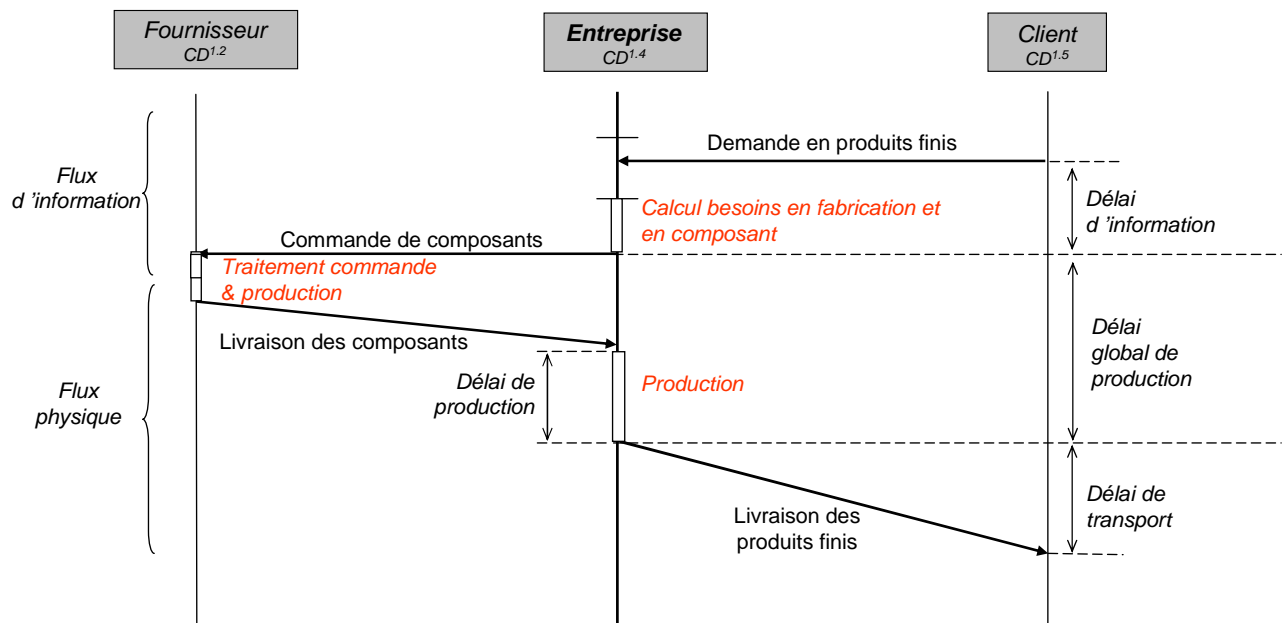 Fournisseur
CD1.2
Entreprise
CD1.4
Client
CD1.5
Demande en produits finis
Flux
d ’information
Calcul besoins en fabrication et
en composant
Délai
d ’information
Commande de composants
Traitement commande
& production
Livraison des composants
Délai
global de
production
Flux
physique
Délai de
production
Production
Livraison des
produits finis
Délai de
transport